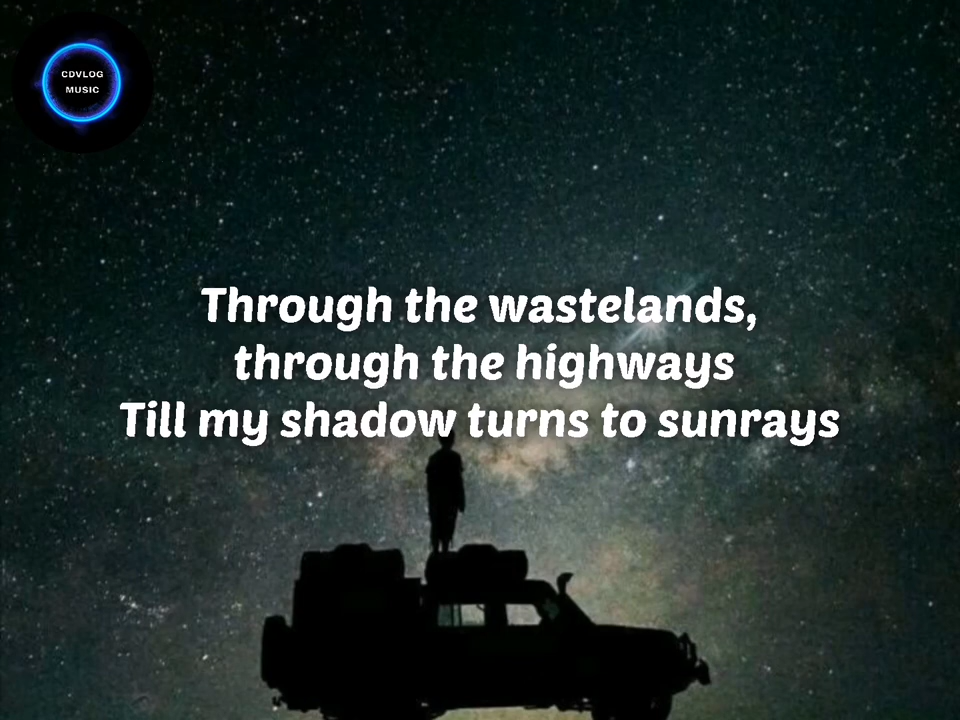 CDVLOG
MUSIC
Through the wastelands,
through the highways
Till my shadow turns to sunrays